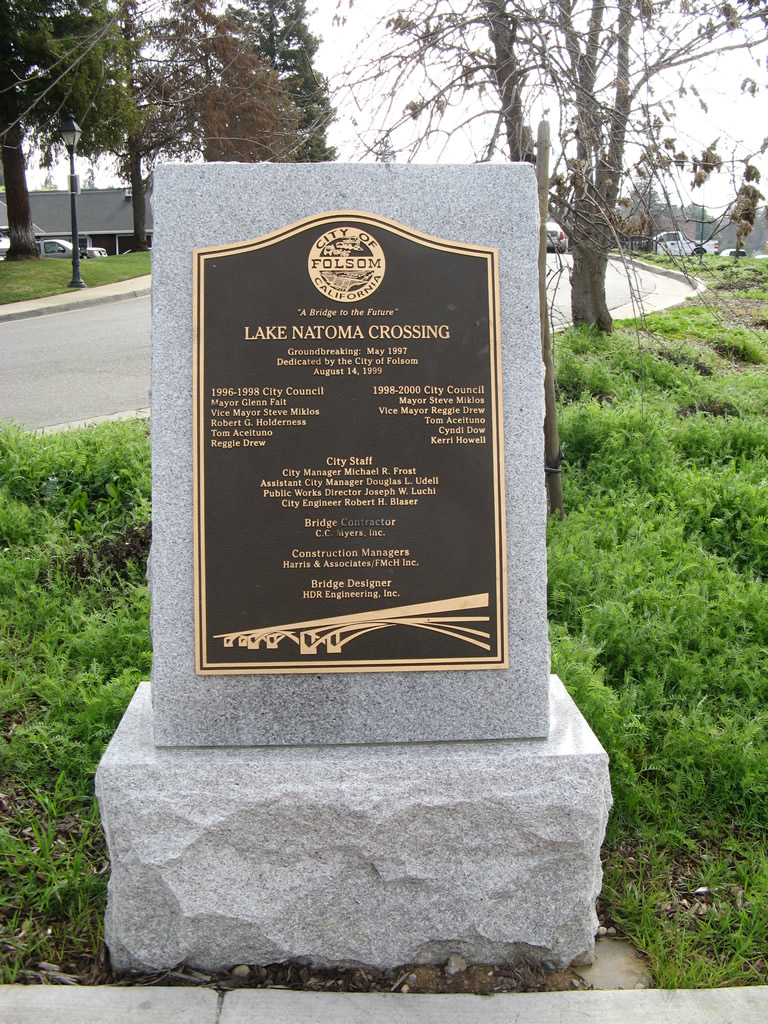 CITY OF
FOLSOM
CALIFORNIA
"A Bridge to the Future"
LAKE NATOMA CROSSING
Groundbreaking: May 1997
Dedicated by the City of Folsom
August 14, 1999
1996-1998 City Council
Mayor Glenn Fait
Vice Mayor Steve Miklos
Robert G. Holderness
Tom Aceituno
Reggie Drew
1998-2000 City Council
Mayor Steve Miklos
Vice Mayor Reggie Drew
Tom Aceituno
Cyndi Dow
Kerri Howell
City Staff
City Manager Michael R. Frost
Assistant City Manager Douglas L. Udell
Public Works Director Joseph W. Luchi
City Engineer Robert H. Blaser
Bridge Contractor
C.C. Myers, Inc.
Construction Managers
Harris & Associates/FMcH Inc.
Bridge Designer
HDR Engineering, Inc.